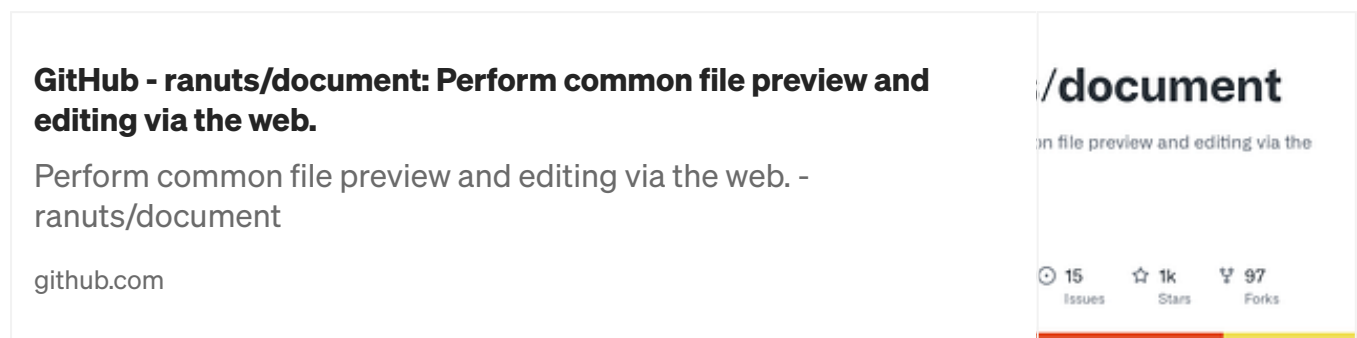 GitHub - ranuts/document: Perform common file preview and
editing via the web.
Perform common file preview and editing via the web. -
ranuts/document
github.com
/document
on file preview and editing via the
15
Issues
1k
Stars
97
Forks